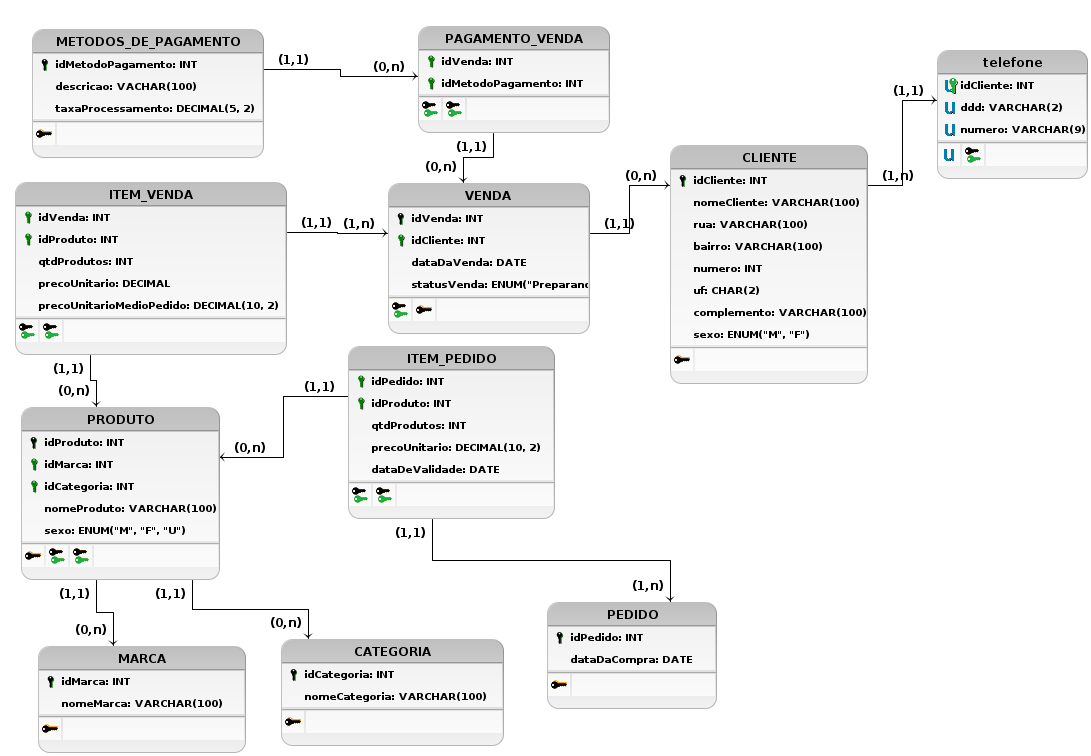 METODOS_DE_PAGAMENTO
idMetodoPagamento: INT
descricao: VACHAR(100)
taxaProcessamento: DECIMAL(5, 2)
(1,1)
(0,n)
PAGAMENTO_VENDA
idVenda: INT
idMetodoPagamento: INT
(1,1)
(0,n)
telefone
idCliente: INT
ddd: VARCHAR(2)
numero: VARCHAR(9)
(1,1)
(1,n)
CLIENTE
idCliente: INT
nomeCliente: VARCHAR(100)
rua: VARCHAR(100)
bairro: VARCHAR(100)
numero: INT
uf: CHAR(2)
complemento: VARCHAR(100)
sexo: ENUM("M", "F")
(0,n)
(1,1)
ITEM_VENDA
idVenda: INT
idProduto: INT
qtdProdutos: INT
precoUnitario: DECIMAL
precoUnitarioMedioPedido: DECIMAL(10, 2)
(1,1)
(1,n)
VENDA
idVenda: INT
idCliente: INT
dataDaVenda: DATE
statusVenda: ENUM("Preparand
(1,1)
(0,n)
ITEM_PEDIDO
idPedido: INT
idProduto: INT
qtdProdutos: INT
precoUnitario: DECIMAL(10, 2)
dataDeValidade: DATE
(1,1)
(0,n)
PRODUTO
idProduto: INT
idMarca: INT
idCategoria: INT
nomeProduto: VARCHAR(100)
sexo: ENUM("M", "F", "U")
(1,1)
(1,n)
PEDIDO
idPedido: INT
dataDaCompra: DATE
(1,1)
(0,n)
MARCA
idMarca: INT
nomeMarca: VARCHAR(100)
(1,1)
(0,n)
CATEGORIA
idCategoria: INT
nomeCategoria: VARCHAR(100)